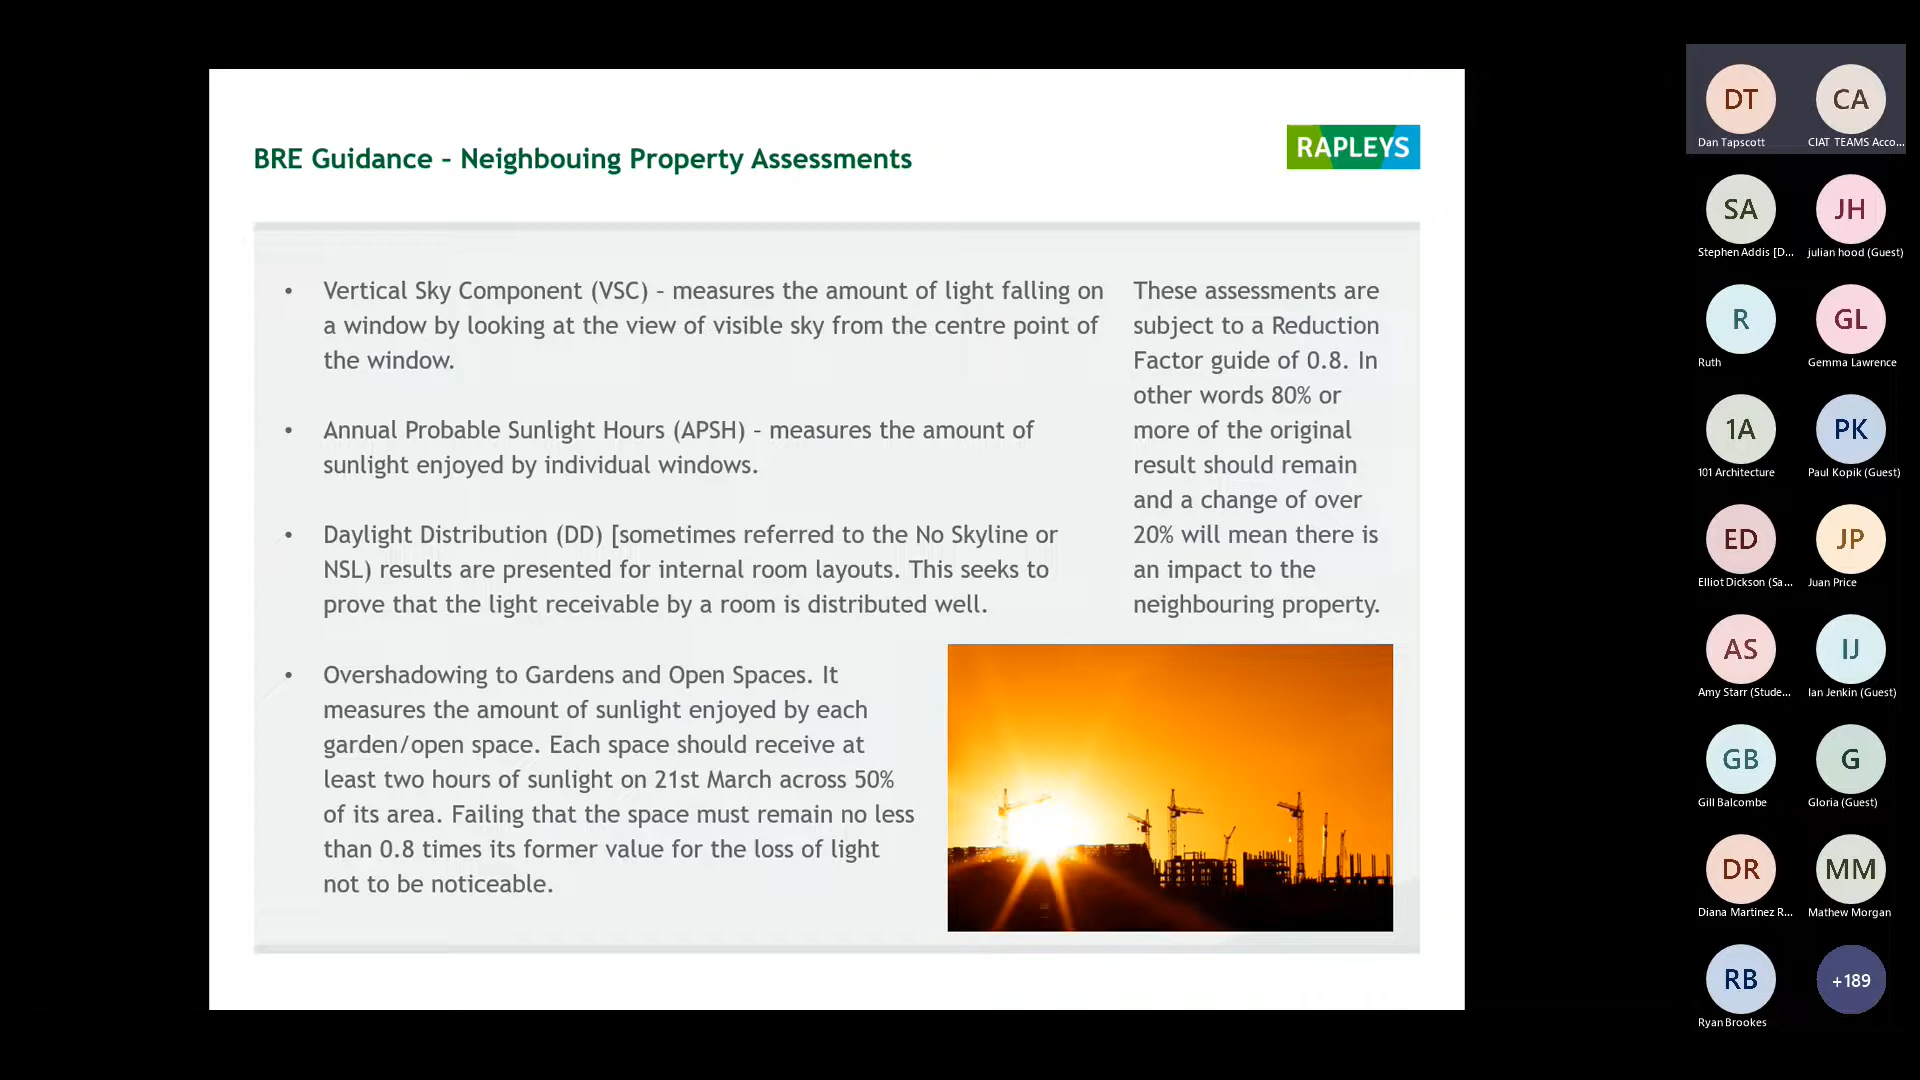 BRE Guidance – Neighbouing Property Assessments
RAPLEYS
• Vertical Sky Component (VSC) – measures the amount of light falling on
a window by looking at the view of visible sky from the centre point of
the window.
• Annual Probable Sunlight Hours (APSH) – measures the amount of
sunlight enjoyed by individual windows.
• Daylight Distribution (DD) [sometimes referred to the No Skyline or
NSL) results are presented for internal room layouts. This seeks to
prove that the light receivable by a room is distributed well.
• Overshadowing to Gardens and Open Spaces. It
measures the amount of sunlight enjoyed by each
garden/open space. Each space should receive at
least two hours of sunlight on 21st March across 50%
of its area. Failing that the space must remain no less
than 0.8 times its former value for the loss of light
not to be noticeable.
These assessments are
subject to a Reduction
Factor guide of 0.8. In
other words 80% or
more of the original
result should remain
and a change of over
20% will mean there is
an impact to the
neighbouring property.
DT
Dan Tapscott
CA
CIAT TEAMS Acco...
SA
Stephen Addis [D...
JH
julian hood (Guest)
R
Ruth
GL
Gemma Lawrence
1A
101 Architecture
PK
Paul Kopik (Guest)
ED
Elliot Dickson (Sa...
JP
Juan Price
AS
Amy Starr (Stude...
IJ
Ian Jenkin (Guest)
GB
Gill Balcombe
G
Gloria (Guest)
DR
Diana Martinez R...
MM
Mathew Morgan
RB
Ryan Brookes
+189